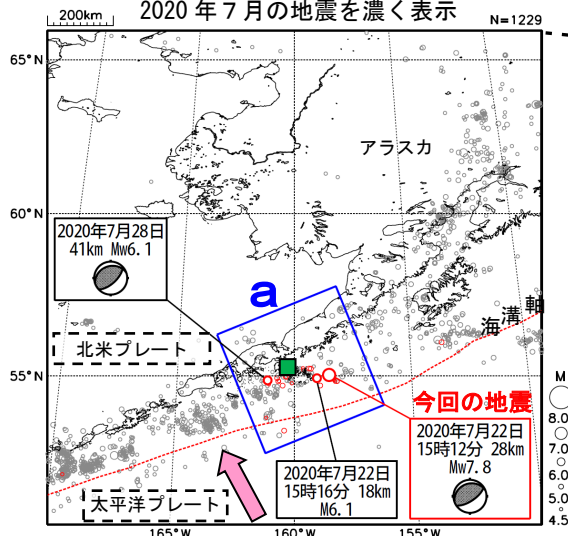 2020 年７月の地震を濃く表示
200km
N=1229
65°N
アラスカ
60°N
2020年7月28日
41km Mw6.1
a
海溝軸
北米プレート
55°N
今回の地震
2020年7月22日
15時12分 28km
Mw7.8
2020年7月22日
15時16分 18km
M6.1
太平洋プレート
M
8.0
7.0
6.0
5.0
4.5
165°W
160°W
155°W